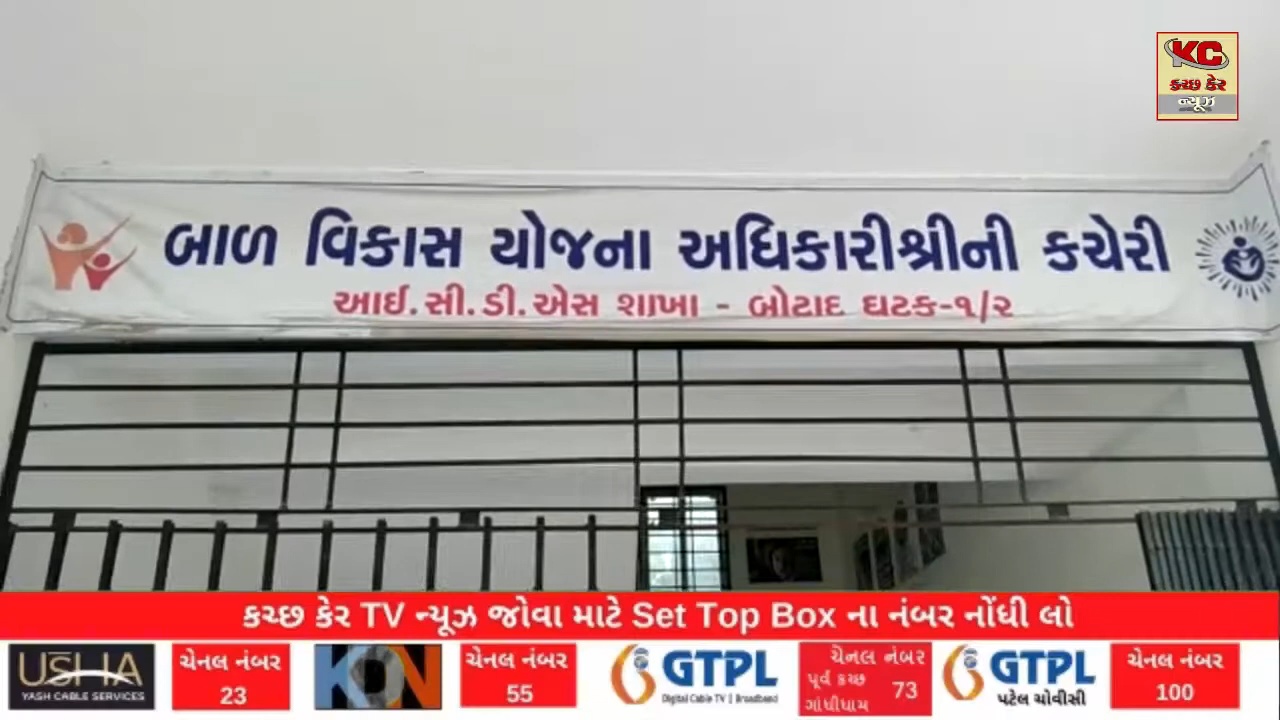 KC
કચ્છ કેર
ન્યૂઝ
બાળ વિકાસ યોજના અધિકારીશ્રીની કચેરી
આઈ.સી.ડી.એસ શાખા - બોટાદ ઘટક-૧/૨
કચ્છ કેર TV ન્યૂઝ જોવા માટે Set Top Box ના નંબર નોંધી લો
USHA
YASH CABLE SERVICES
ચેનલ નંબર
23
KDN
ચેનલ નંબર
55
GTPL
Digital Cable TV | Broadband
ચેનલ નંબર
પૂર્વ કચ્છ
ગાંધીધામ
73
GTPL
પટેલ ચોવીસી
ચેનલ નંબર
100